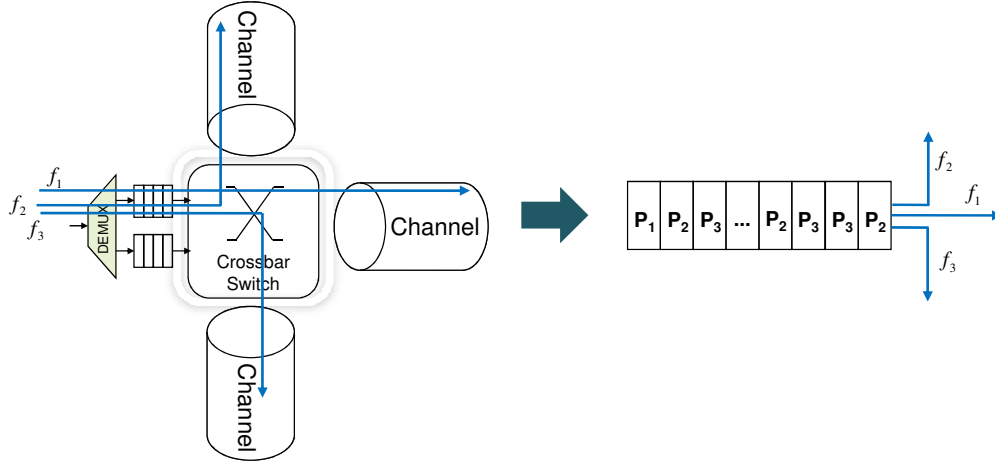 Channel
f1
f2
f3
DEMUX
Crossbar
Switch
Channel
Channel
P1 P2 P3 ... P2 P3 P3 P2
f2
f1
f3